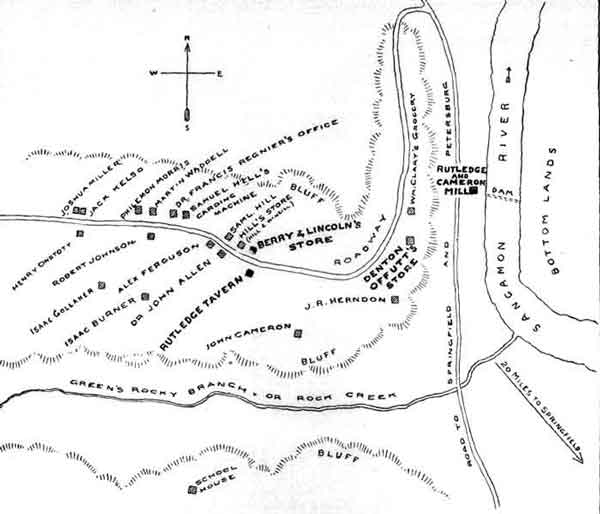 N
W E
S
JOSHUA MILLER
JACK KELSO
PHILEMON MORRIS
MARTIN WADDELL
DR FRANCIS REGNIER'S OFFICE
SAMUEL HILL'S
CARDING
MACHINE
SAML HILL
HILL'S STORE
BERRY & LINCOLN'S
STORE
BLUFF
ROADWAY
WM. CLARY'S GROCERY
DENTON
OFFUTT'S
STORE
J. R. HERNDON
HENRY ONSTOTT
ROBERT JOHNSON
ISAAC GOLLAHER
ALEX FERGUSON
ISAAC BURNER
DR JOHN ALLEN
RUTLEDGE TAVERN
JOHN CAMERON
BLUFF
GREEN'S ROCKY BRANCH, OR ROCK CREEK
BLUFF
SCHOOL
HOUSE
ROAD TO SPRINGFIELD AND PETERSBURG
RUTLEDGE
AND
CAMERON
MILL
DAM
SANGAMON RIVER
BOTTOM LANDS
20 MILES TO SPRINGFIELD